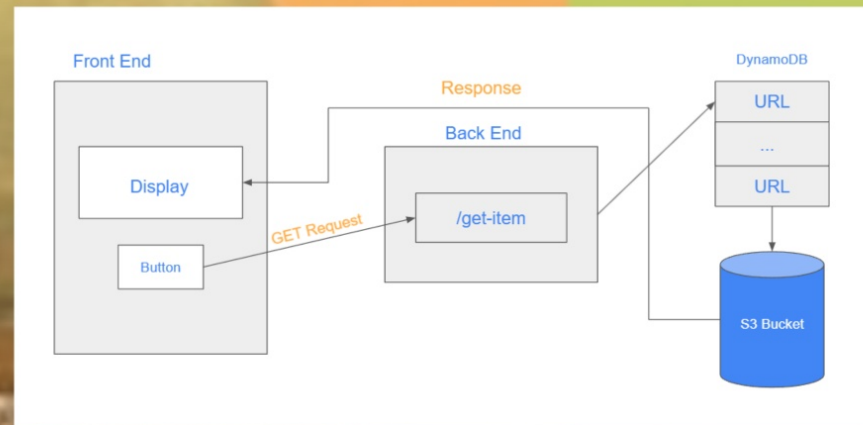 Front End
DynamoDB
Response
URL
Back End
...
Display
URL
/get-item
GET Request
Button
S3 Bucket